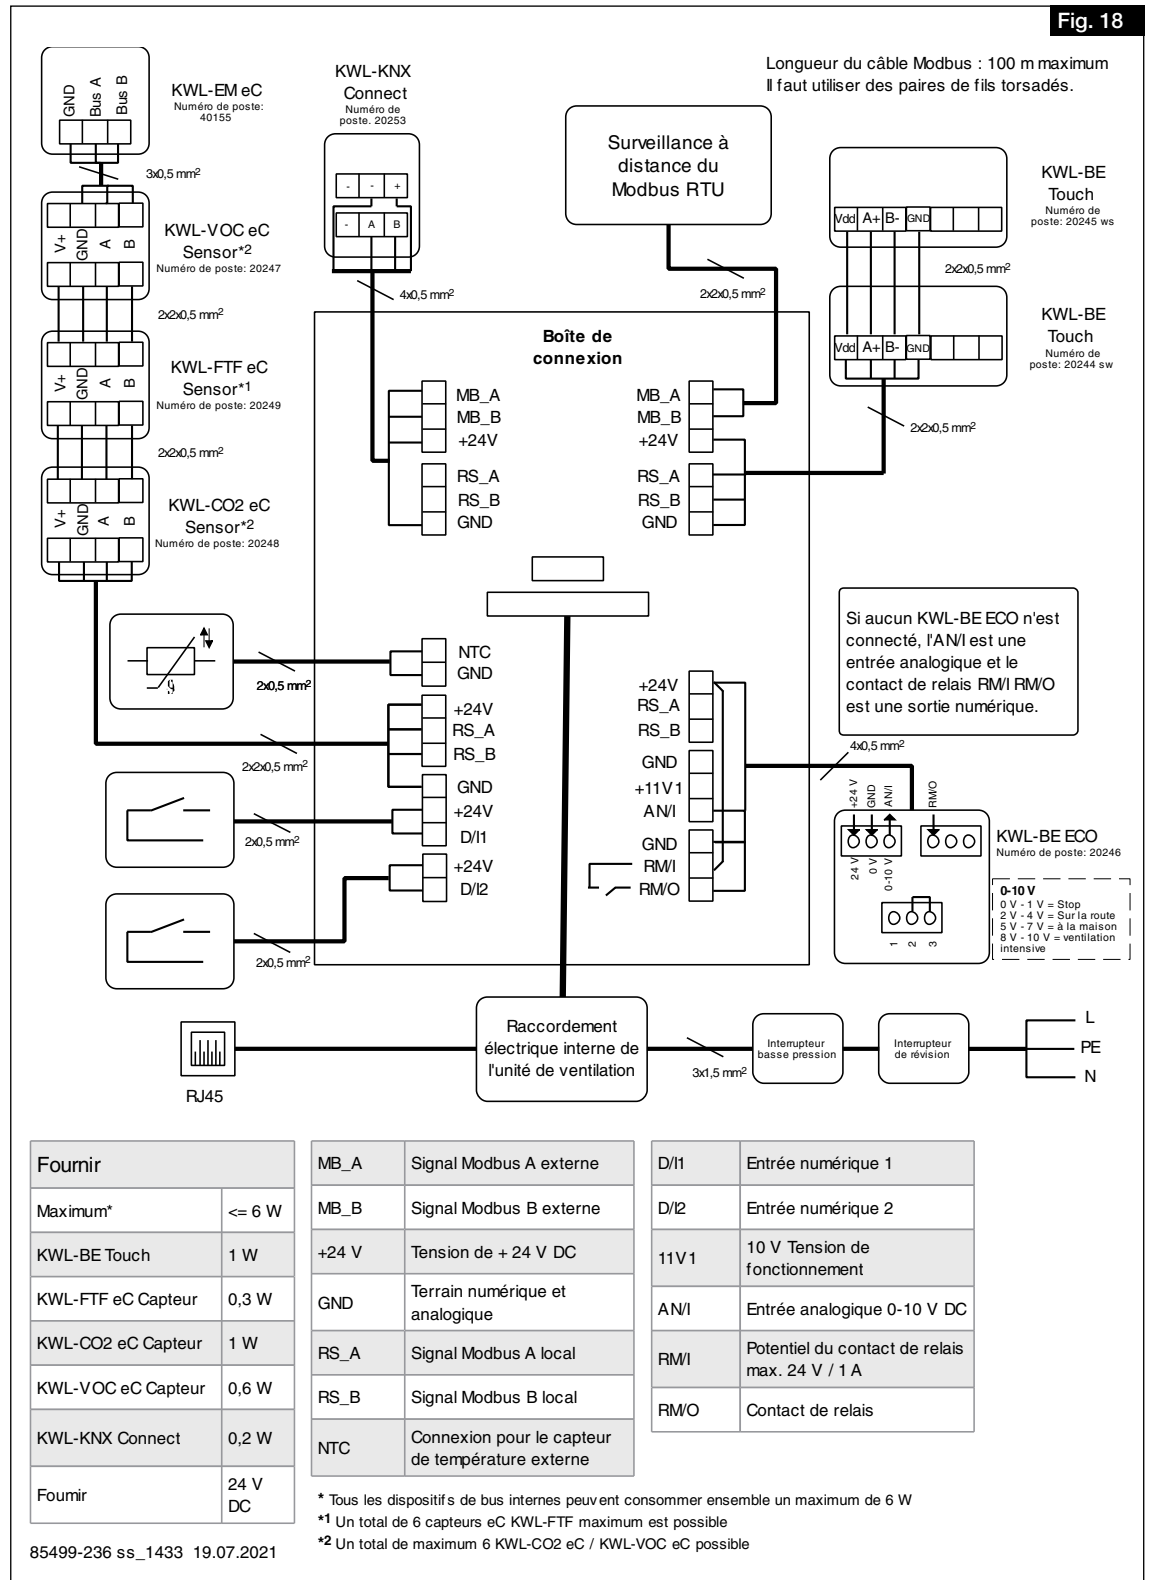 Fig. 18
Longueur du câble Modbus : 100 m maximum
Il faut utiliser des paires de fils torsadés.
GND
Bus A
Bus B
KWL-EM eC
Numéro de poste:
40155
3x0,5 mm²
V+
GND
A
B
KWL-VOC eC
Sensor*2
Numéro de poste: 20247
2x2x0,5 mm²
V+
GND
A
B
KWL-FTF eC
Sensor*1
Numéro de poste: 20249
2x2x0,5 mm²
V+
GND
A
B
KWL-CO2 eC
Sensor*2
Numéro de poste: 20248
KWL-KNX
Connect
Numéro de
poste. 20253
- - +
- A B
4x0,5 mm²
Surveillance à
distance du
Modbus RTU
2x2x0,5 mm²
Vdd A+ B- GND
KWL-BE
Touch
Numéro de
poste: 20245 ws
2x2x0,5 mm²
Vdd A+ B- GND
KWL-BE
Touch
Numéro de
poste: 20244 sw
2x2x0,5 mm²
Boîte de
connexion
MB_A
MB_B
+24V
RS_A
RS_B
GND
MB_A
MB_B
+24V
RS_A
RS_B
GND
ϑ
2x0,5 mm²
NTC
GND
+24V
RS_A
RS_B
2x2x0,5 mm²
GND
+24V
D/I1
2x0,5 mm²
+24V
D/I2
2x0,5 mm²
+24V
RS_A
RS_B
GND
+11V1
AN/I
GND
RM/I
RM/O
Si aucun KWL-BE ECO n'est
connecté, l'AN/I est une
entrée analogique et le
contact de relais RM/I RM/O
est une sortie numérique.
4x0,5 mm²
+24 V
GND
AN/I
RM/O
24 V
0 V
0-10 V
1
2
3
KWL-BE ECO
Numéro de poste: 20246
0-10 V
0 V - 1 V = Stop
2 V - 4 V = Sur la route
5 V - 7 V = à la maison
8 V - 10 V = ventilation
intensive
RJ45
Raccordement
électrique interne de
l'unité de ventilation
3x1,5 mm²
Interrupteur
basse pression
Interrupteur
de révision
L
PE
N
Fournir
Maximum* <= 6 W
KWL-BE Touch 1 W
KWL-FTF eC Capteur 0,3 W
KWL-CO2 eC Capteur 1 W
KWL-VOC eC Capteur 0,6 W
KWL-KNX Connect 0,2 W
Fournir 24 V
DC
MB_A Signal Modbus A externe
MB_B Signal Modbus B externe
+24 V Tension de + 24 V DC
GND Terrain numérique et
analogique
RS_A Signal Modbus A local
RS_B Signal Modbus B local
NTC Connexion pour le capteur
de température externe
D/I1 Entrée numérique 1
D/I2 Entrée numérique 2
11V1 10 V Tension de
fonctionnement
AN/I Entrée analogique 0-10 V DC
RM/I Potentiel du contact de relais
max. 24 V / 1 A
RM/O Contact de relais
* Tous les dispositifs de bus internes peuvent consommer ensemble un maximum de 6 W
*1 Un total de 6 capteurs eC KWL-FTF maximum est possible
*2 Un total de maximum 6 KWL-CO2 eC / KWL-VOC eC possible
85499-236 ss_1433 19.07.2021